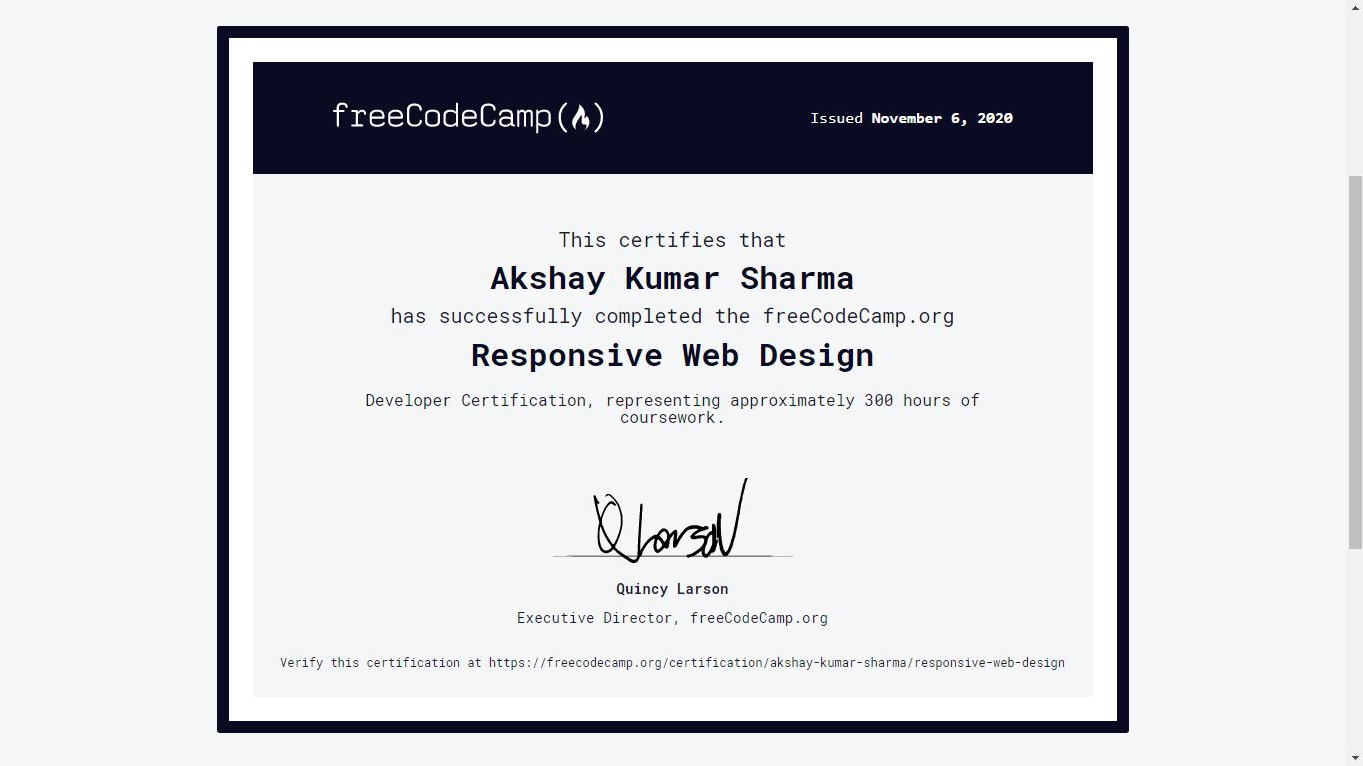 freeCodeCamp
Issued November 6, 2020
This certifies that
Akshay Kumar Sharma
has successfully completed the freeCodeCamp.org
Responsive Web Design
Developer Certification, representing approximately 300 hours of
coursework.
QLarson
Quincy Larson
Executive Director, freeCodeCamp.org
Verify this certification at https://freecodecamp.org/certification/akshay-kumar-sharma/responsive-web-design